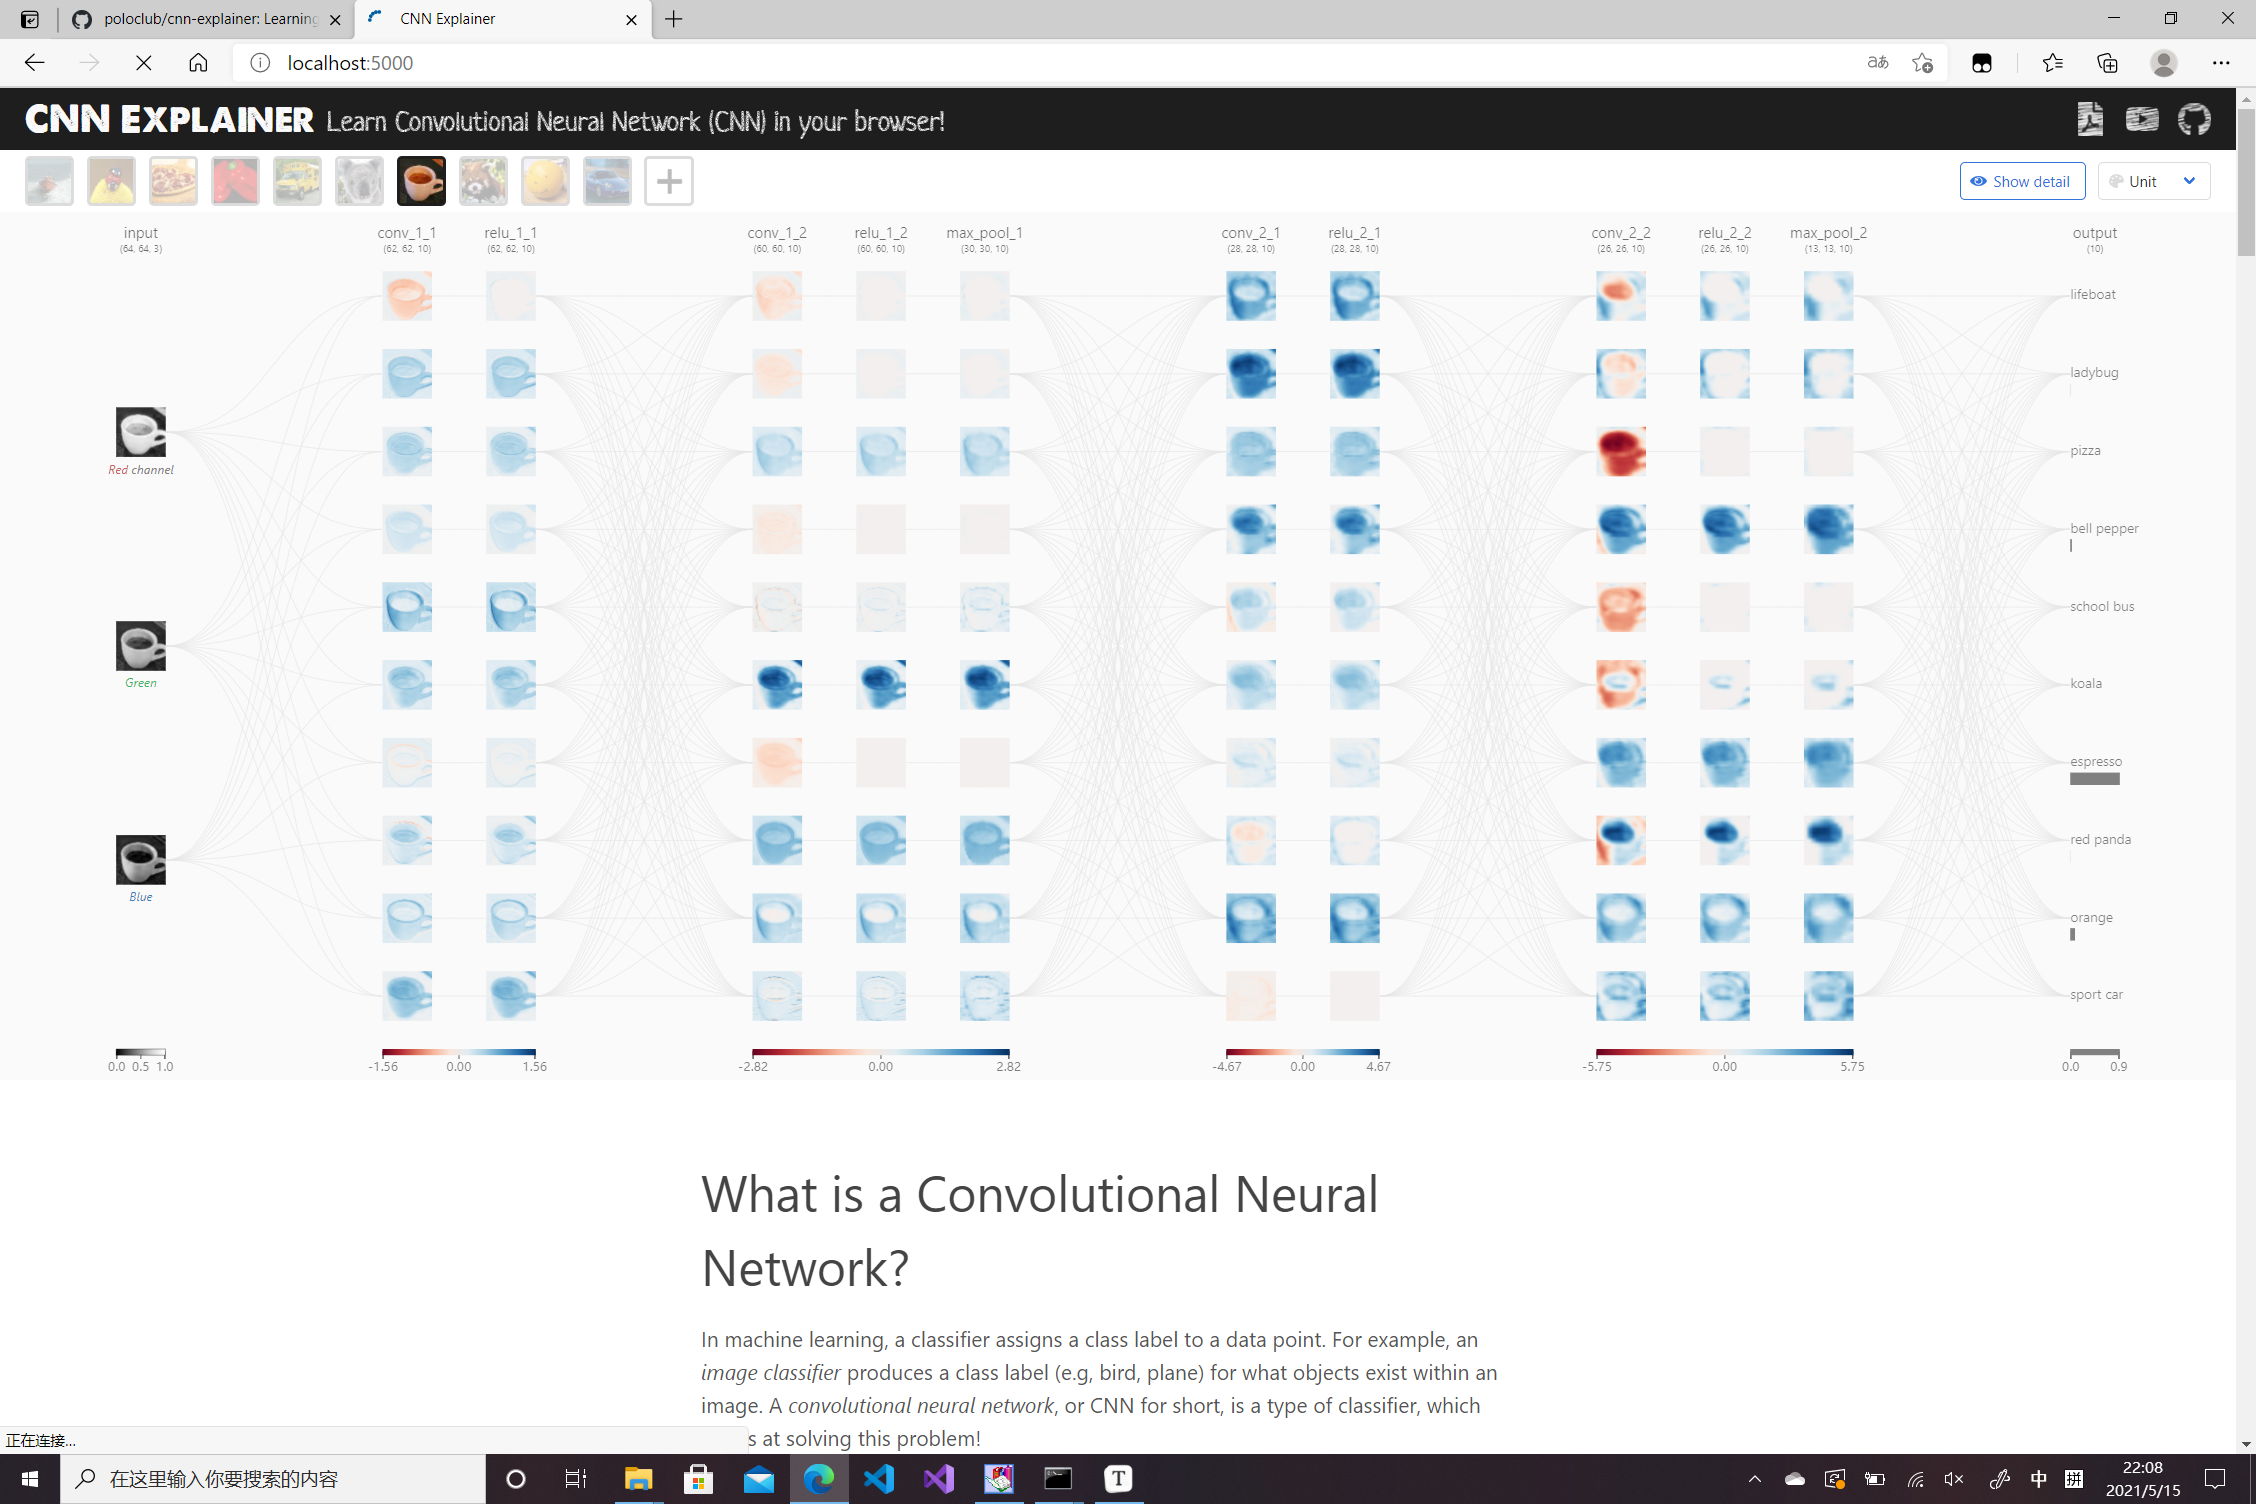 poloclub/cnn-explainer: Learning
CNN Explainer
localhost:5000
CNN EXPLAINER Learn Convolutional Neural Network (CNN) in your browser!
Show detail
Unit
input
(64, 64, 3)
conv_1_1
(62, 62, 10)
relu_1_1
(62, 62, 10)
conv_1_2
(60, 60, 10)
relu_1_2
(60, 60, 10)
max_pool_1
(30, 30, 10)
conv_2_1
(28, 28, 10)
relu_2_1
(28, 28, 10)
conv_2_2
(26, 26, 10)
relu_2_2
(26, 26, 10)
max_pool_2
(13, 13, 10)
output
(10)
Red channel
Green
Blue
lifeboat
ladybug
pizza
bell pepper
school bus
koala
espresso
red panda
orange
sport car
0.0 0.5 1.0
-1.56 0.00 1.56
-2.82 0.00 2.82
-4.67 0.00 4.67
-5.75 0.00 5.75
0.0 0.9
What is a Convolutional Neural
Network?
In machine learning, a classifier assigns a class label to a data point. For example, an
image classifier produces a class label (e.g, bird, plane) for what objects exist within an
image. A convolutional neural network, or CNN for short, is a type of classifier, which
s at solving this problem!
正在连接...
在这里输入你要搜索的内容
中
拼
22:08
2021/5/15